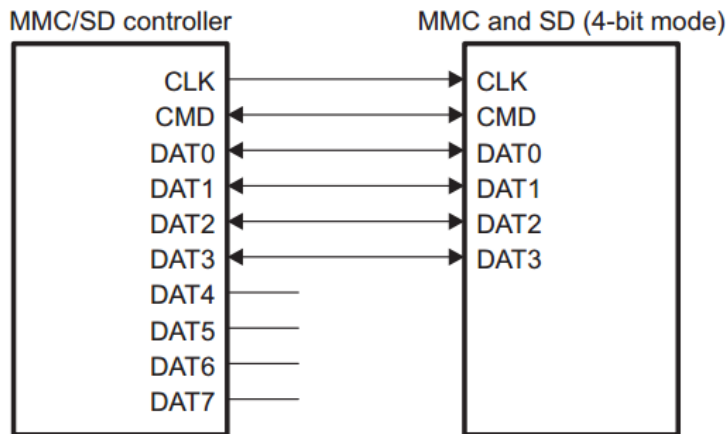 MMC/SD controller
MMC and SD (4-bit mode)
CLK
CLK
CMD
CMD
DAT0
DAT0
DAT1
DAT1
DAT2
DAT2
DAT3
DAT3
DAT4
DAT5
DAT6
DAT7